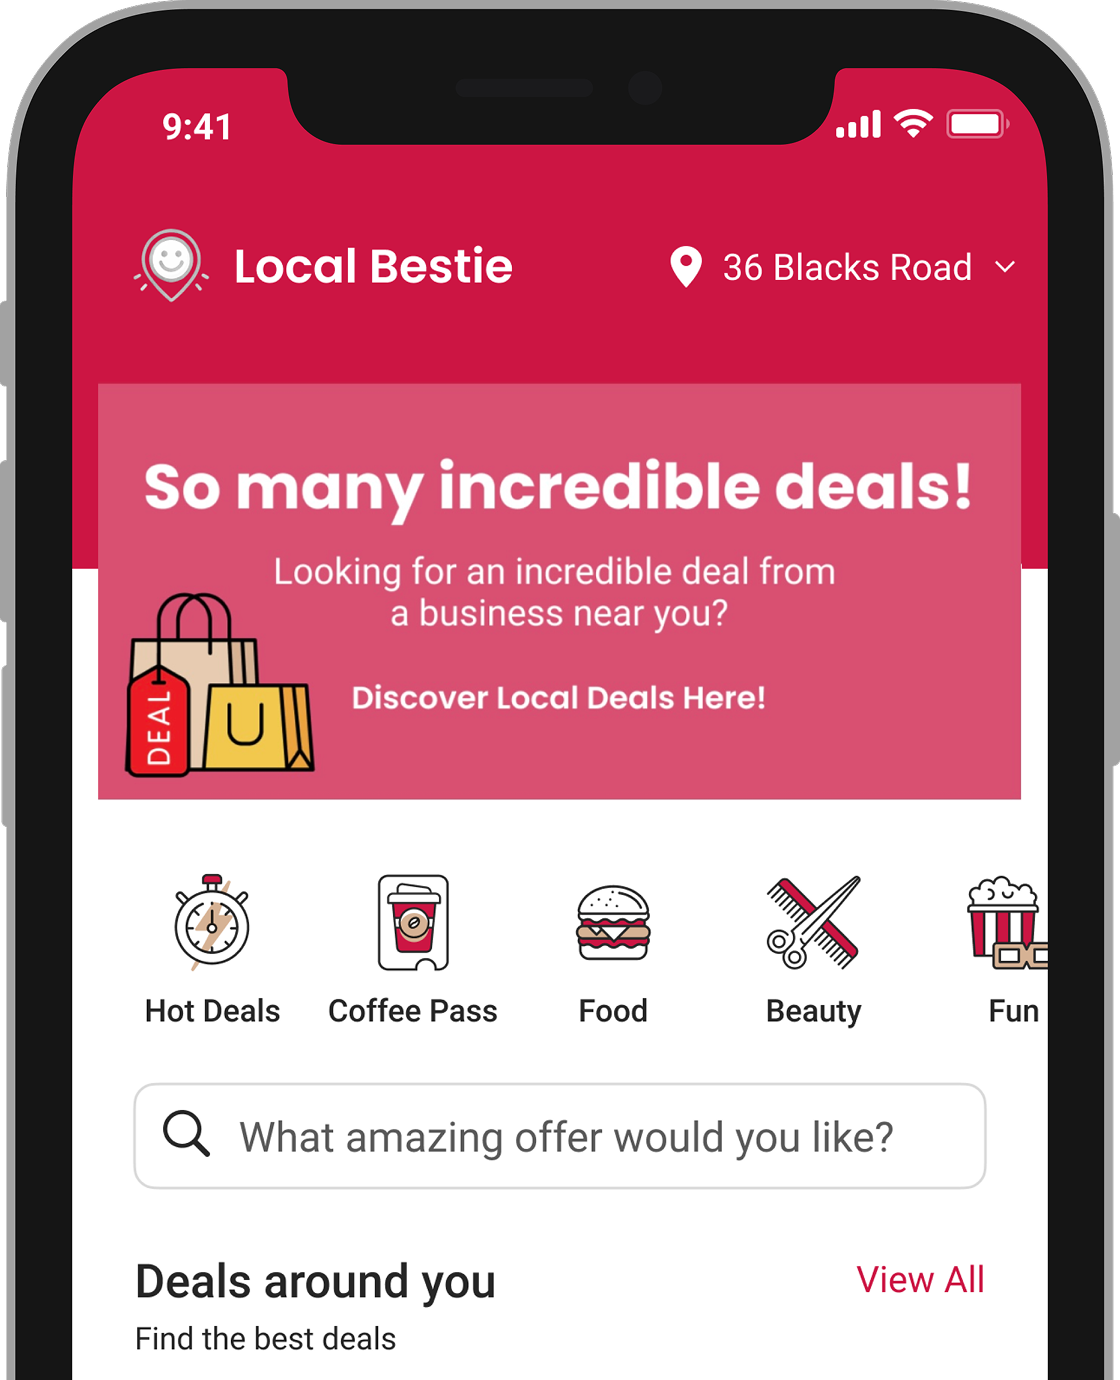 9:41
Local Bestie
36 Blacks Road
So many incredible deals!
Looking for an incredible deal from
a business near you?
DEAL
Discover Local Deals Here!
Hot Deals
Coffee Pass
Food
Beauty
Fun
What amazing offer would you like?
Deals around you
View All
Find the best deals